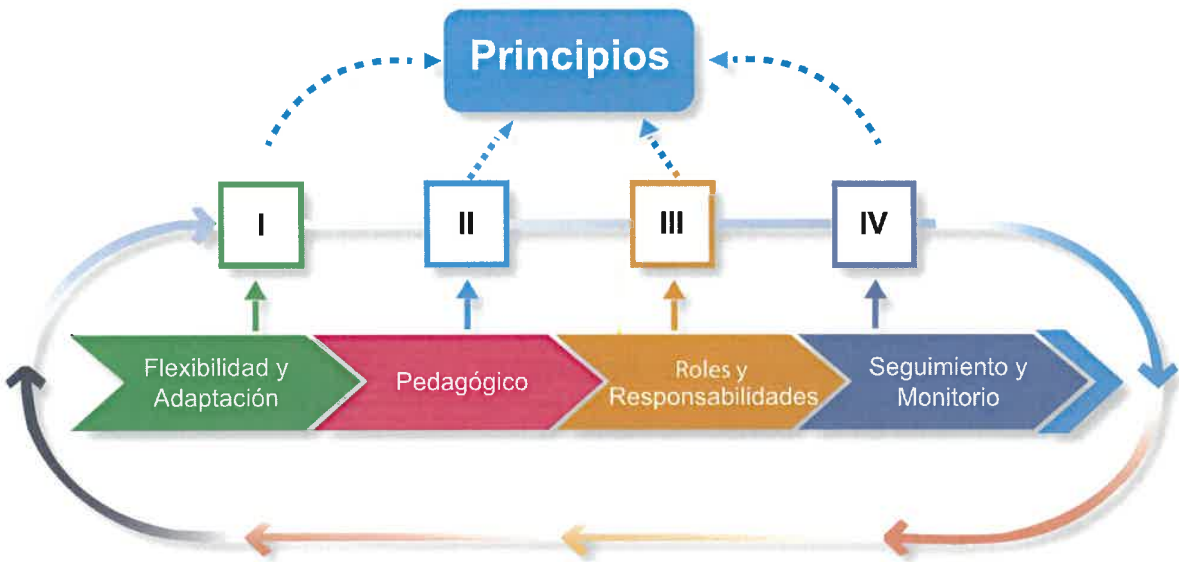 Principios
I
II
III
IV
Flexibilidad y
Adaptación
Pedagógico
Roles y
Responsabilidades
Seguimiento y
Monitorio